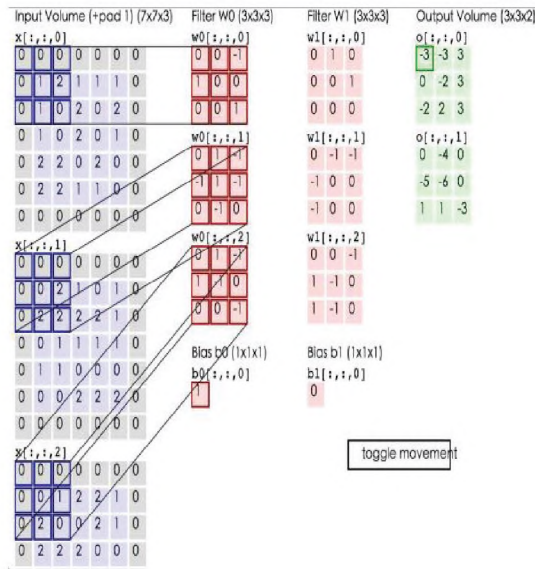 Input Volume (+pad 1) (7x7x3)
x[:,:,0]
0 0 0 0 0 0 0
0 1 2 1 1 1 0
0 1 0 2 0 2 0
0 1 0 2 0 1 0
0 2 2 0 2 0 0
0 2 2 1 1 0 0
0 0 0 0 0 0 0
x[:,:,1]
0 0 0 0 0 0 0
0 0 2 1 0 1 0
0 2 2 2 2 1 0
0 0 1 1 1 1 0
0 1 1 0 0 0 0
0 0 0 2 2 2 0
0 0 0 0 0 0 0
x[:,:,2]
0 0 0 0 0 0 0
0 0 1 2 2 1 0
0 2 0 0 2 1 0
0 2 2 2 0 0 0
Filter W0 (3x3x3)
w0[:,:,0]
0 0 -1
1 0 0
0 0 1
w0[:,:,1]
0 1 -1
-1 1 -1
0 -1 0
w0[:,:,2]
0 1 -1
1 -1 0
0 0 -1
Bias b0 (1x1x1)
b0[:,:,0]
1
Filter W1 (3x3x3)
w1[:,:,0]
0 1 0
0 0 1
0 0 0
w1[:,:,1]
0 -1 -1
-1 0 0
-1 0 0
w1[:,:,2]
0 0 -1
1 -1 0
1 -1 0
Bias b1 (1x1x1)
b1[:,:,0]
0
Output Volume (3x3x2)
o[:,:,0]
-3 -3 3
0 -2 3
-2 2 3
o[:,:,1]
0 -4 0
-5 -6 0
1 1 -3
toggle movement